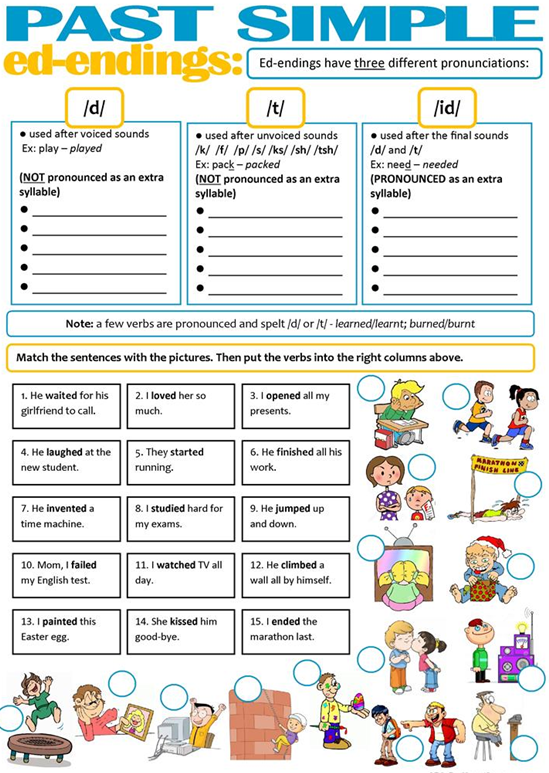 PAST SIMPLE
ed-endings:
Ed-endings have three different pronunciations:
/d/
● used after voiced sounds
Ex: play – played
(NOT pronounced as an extra
syllable)
/t/
● used after unvoiced sounds
/k/ /f/ /p/ /s/ /ks/ /sh/ /tsh/
Ex: pack – packed
(NOT pronounced as an extra
syllable)
/id/
● used after the final sounds
/d/ and /t/
Ex: need – needed
(PRONOUNCED as an extra
syllable)
Note: a few verbs are pronounced and spelt /d/ or /t/ - learned/learnt; burned/burnt
Match the sentences with the pictures. Then put the verbs into the right columns above.
1. He waited for his
girlfriend to call.
2. I loved her so
much.
3. I opened all my
presents.
4. He laughed at the
new student.
5. They started
running.
6. He finished all his
work.
7. He invented a
time machine.
8. I studied hard for
my exams.
9. He jumped up
and down.
10. Mom, I failed
my English test.
11. I watched TV all
day.
12. He climbed a
wall all by himself.
13. I painted this
Easter egg.
14. She kissed him
good-bye.
15. I ended the
marathon last.
MARATHON
FINISH LINE